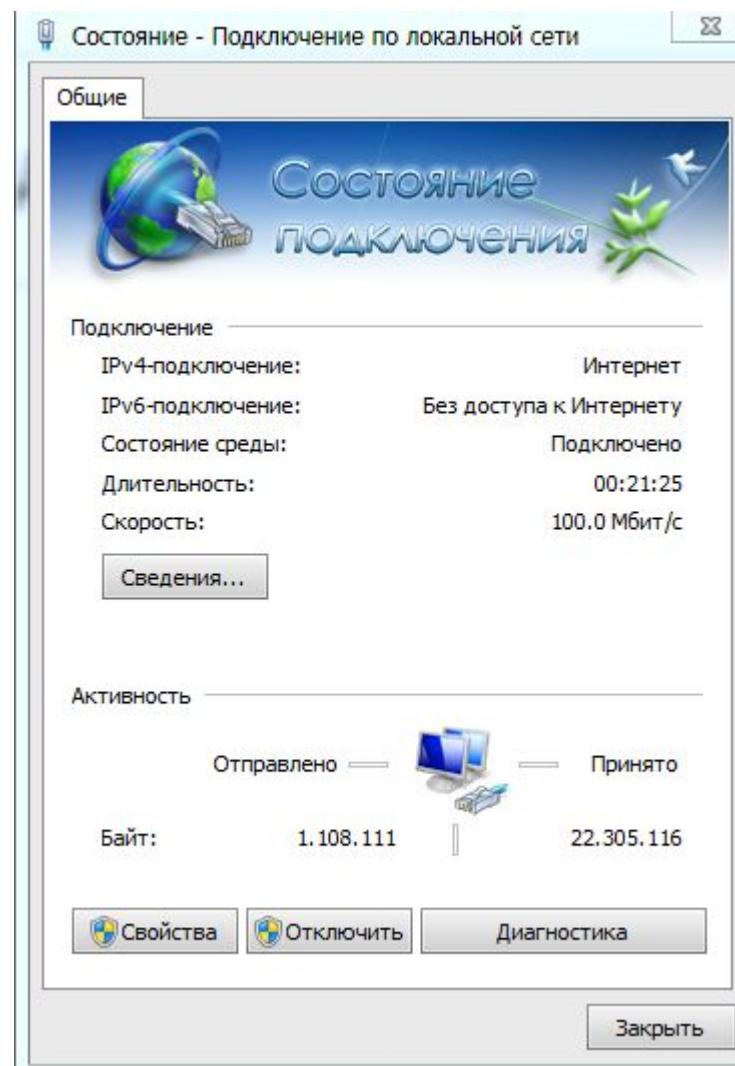 Состояние - Подключение по локальной сети
Общие
Состояние
подключения
Подключение
IPv4-подключение: Интернет
IPv6-подключение: Без доступа к Интернету
Состояние среды: Подключено
Длительность: 00:21:25
Скорость: 100.0 Мбит/с
Сведения...
Активность
Отправлено Принято
Байт: 1.108.111 22.305.116
Свойства Отключить Диагностика
Закрыть